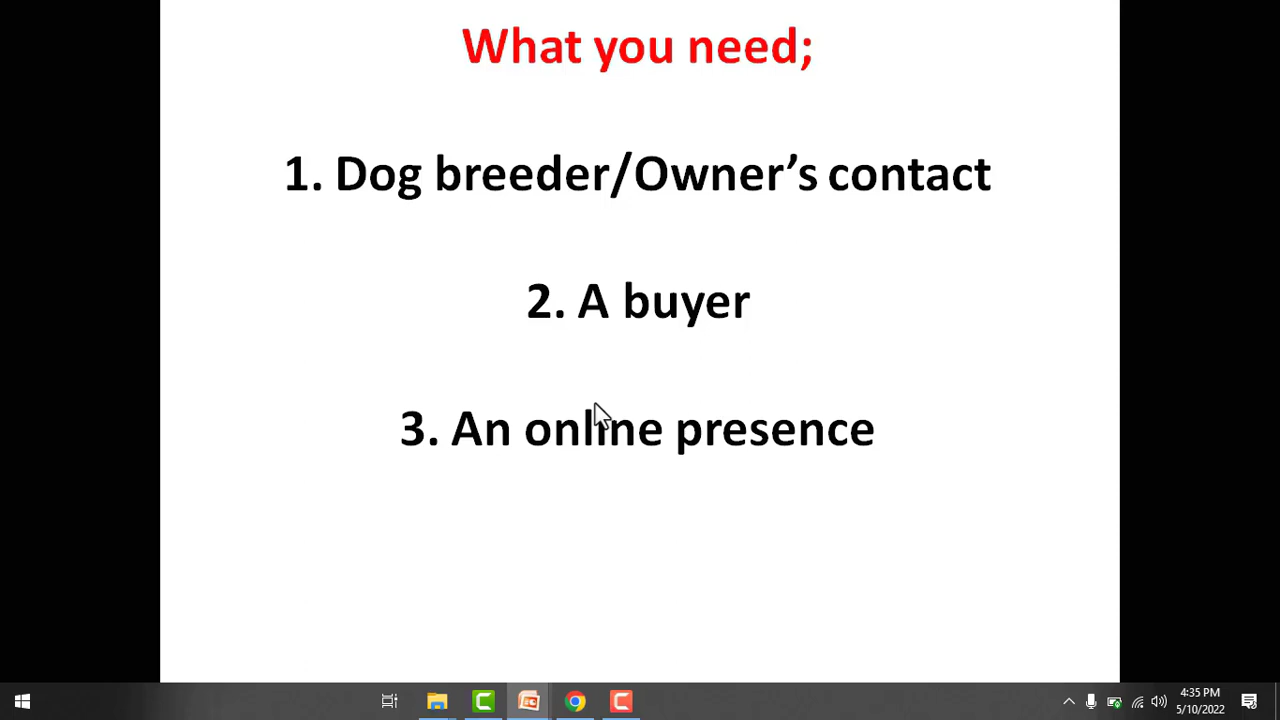 What you need;
1. Dog breeder/Owner’s contact
2. A buyer
3. An online presence
4:35 PM
5/10/2022